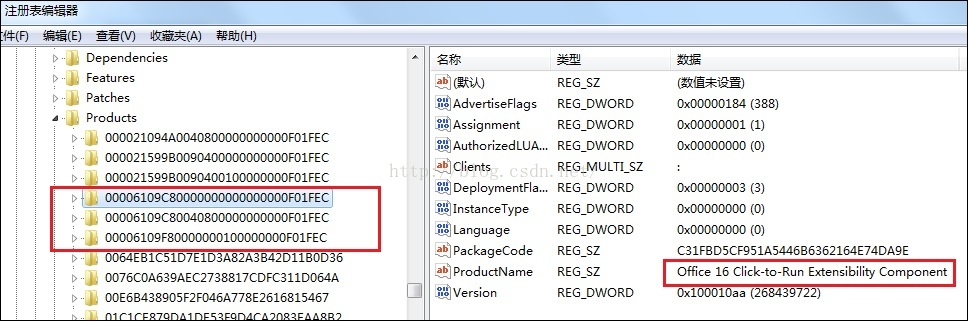 注册表编辑器
文件(F) 编辑(E) 查看(V) 收藏夹(A) 帮助(H)
Dependencies
Features
Patches
Products
000021094A0040800000000000F01FEC
000021599B0090400000000000F01FEC
000021599B0090400100000000F01FEC
00006109C80000000000000000F01FEC
00006109C80040800000000000F01FEC
00006109F80000000100000000F01FEC
0064EB1C51D7E1D3A82A3B42D11B0D36
0076C0A639AEC2738817CDFC311D064A
00E6B438905F2F046A778E2616815467
01C1CE879DA1DE53F9D4CA2083FEAA8B
名称 类型 数据
(默认) REG_SZ (数值未设置)
AdvertiseFlags REG_DWORD 0x00000184 (388)
Assignment REG_DWORD 0x00000001 (1)
AuthorizedLUA... REG_DWORD 0x00000000 (0)
Clients REG_MULTI_SZ :
DeploymentFla... REG_DWORD 0x00000003 (3)
InstanceType REG_DWORD 0x00000000 (0)
Language REG_DWORD 0x00000000 (0)
PackageCode REG_SZ C31FBD5CF951A5446B6362164E74DA9E
ProductName REG_SZ Office 16 Click-to-Run Extensibility Component
Version REG_DWORD 0x100010aa (268439722)
http://blog.csdn.net/